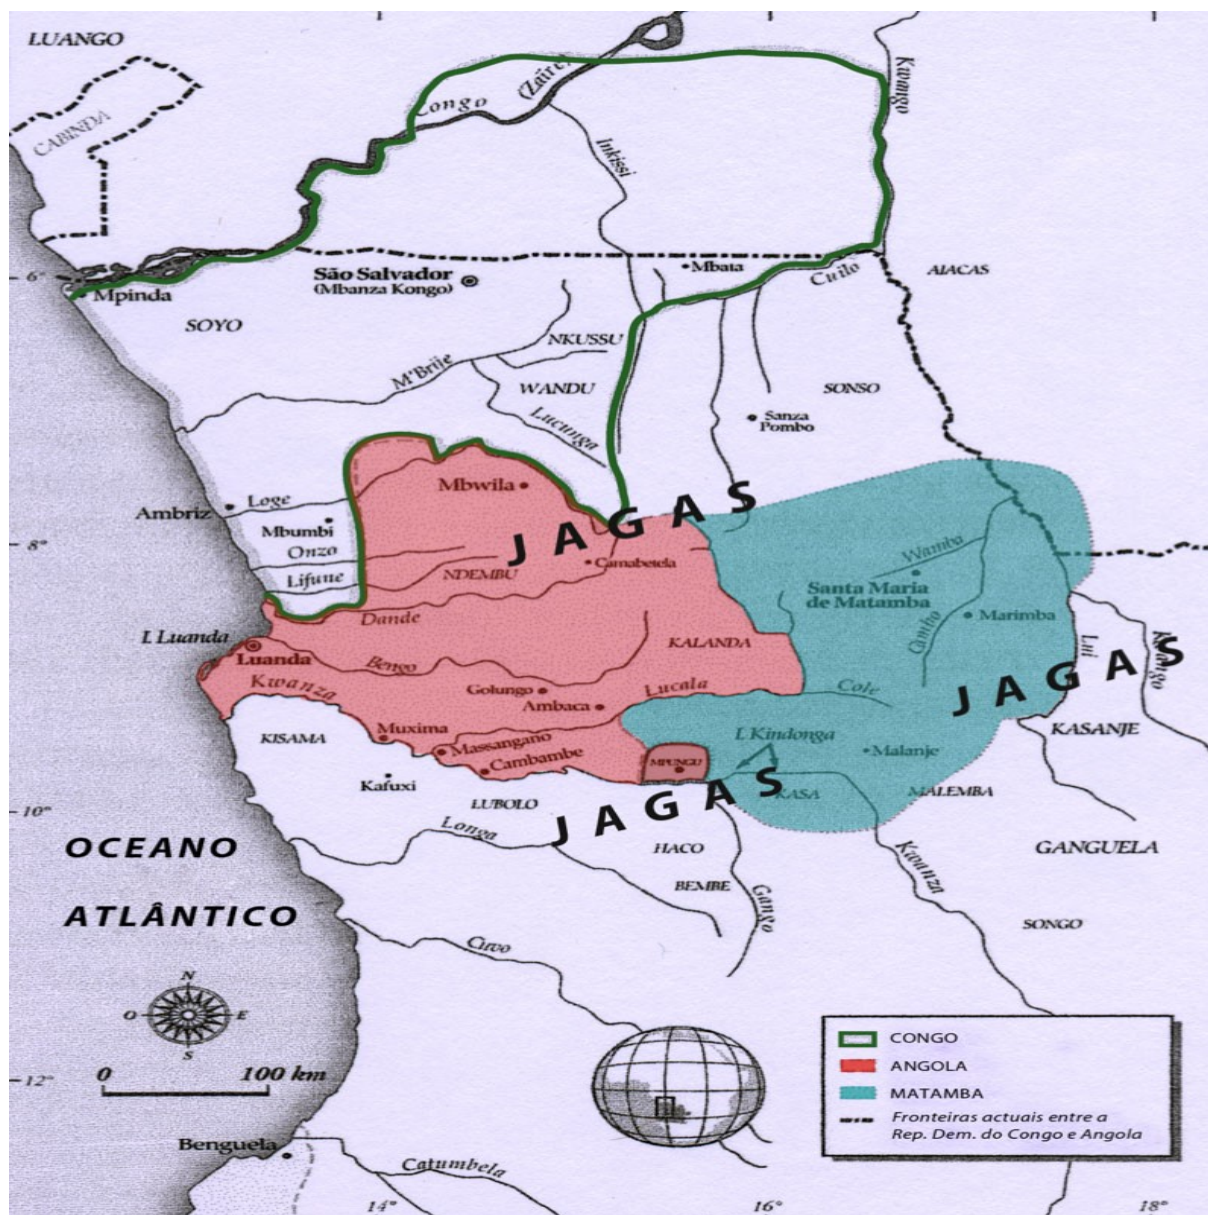 LUANGO
CABINDA
Congo
(Zaire)
Kwango
Inkissi
6°
Mpinda
São Salvador
(Mbanza Kongo)
Mbata
Cuilo
AIACAS
SOYO
NKUSSU
M'Brije
WANDU
SONSO
Lucunga
Sanza
Pombo
Mbwila
Loge
Ambriz
JAGAS
Mbumbi
8°
Onzo
Wamba
Lifune
NDEMBU
Camabetela
Santa Maria
de Matamba
Dande
Marimba
Cambo
I. Luanda
KALANDA
Lui
Kwango
Luanda
Bengo
JAGAS
Kwanza
Golungo
Lucala
Cole
Ambaca
Muxima
KISAMA
I. Kindonga
KASANJE
Massangano
Malanje
Cambambe
MPUNGU
Kafuxi
JAGAS
KASA
MALEMBA
LUBOLO
10°
Longa
OCEANO
HACO
GANGUELA
Kwanza
BEMBE
Gango
ATLÂNTICO
SONGO
Cuvo
N
O E
S
CONGO
ANGOLA
MATAMBA
Fronteiras actuais entre a
Rep. Dem. do Congo e Angola
0 100 km
12°
Benguela
Catumbela
14° 16° 18°